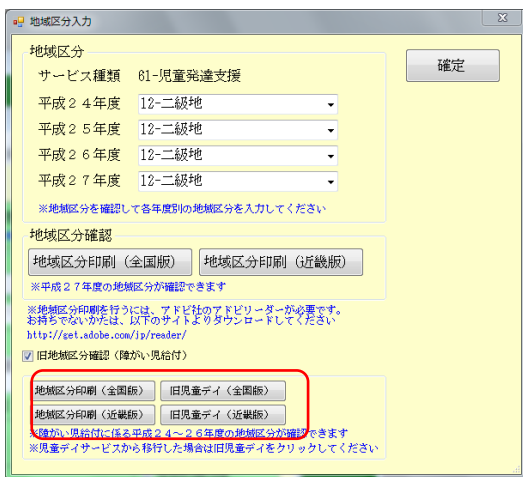 地域区分入力
地域区分
確定
サービス種類 61-児童発達支援
平成２４年度 12-二級地
平成２５年度 12-二級地
平成２６年度 12-二級地
平成２７年度 12-二級地
※地域区分を確認して各年度別の地域区分を入力してください
地域区分確認
地域区分印刷（全国版） 地域区分印刷（近畿版）
※平成２７年度の地域区分が確認できます
※地域区分印刷を行うには、アドビ社のアドビリーダーが必要です。
お持ちでないかたは、以下のサイトよりダウンロードしてください
http://get.adobe.com/jp/reader/
旧地域区分確認（障がい児給付）
地域区分印刷（全国版） 旧児童デイ（全国版）
地域区分印刷（近畿版） 旧児童デイ（近畿版）
※障がい児給付に係る平成２４～２６年度の地域区分が確認できます
※児童デイサービスから移行した場合は旧児童デイをクリックしてください